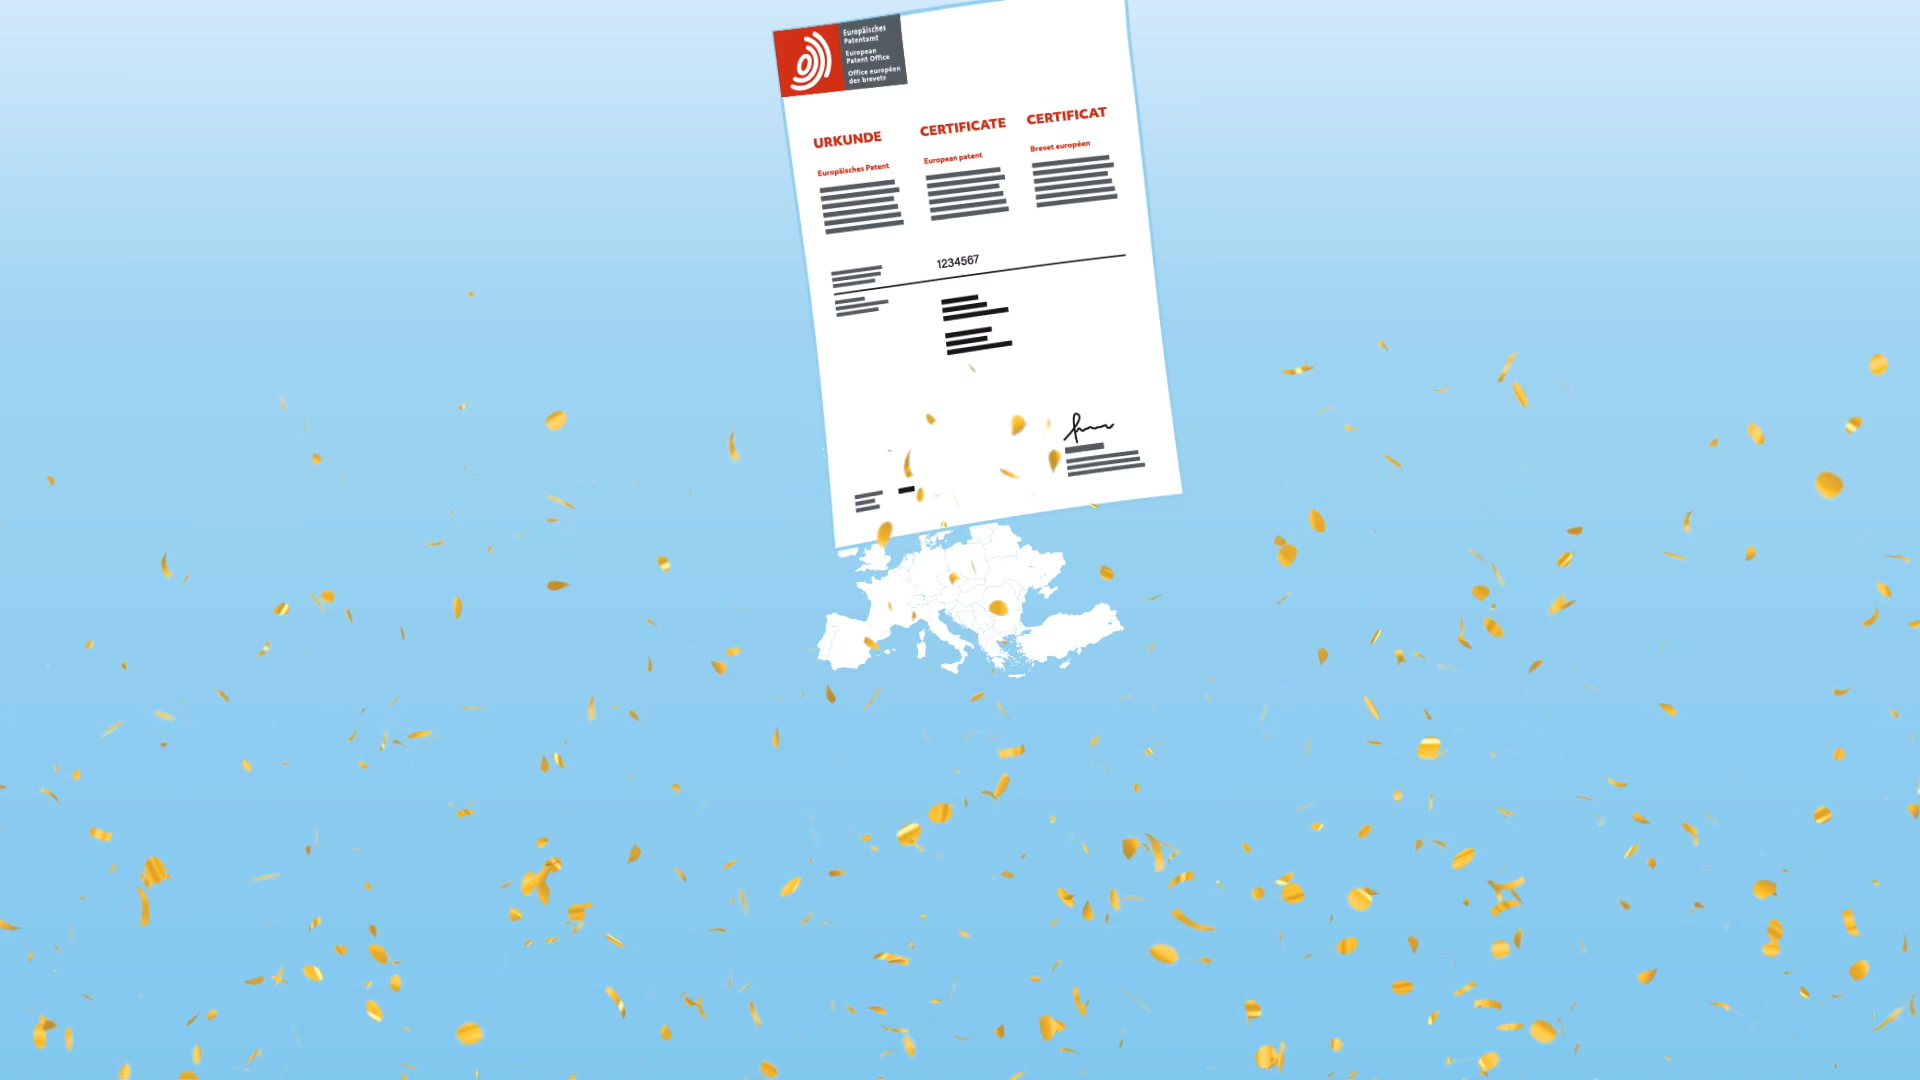 Europäisches
Patentamt
European
Patent Office
Office européen
des brevets
URKUNDE
CERTIFICATE
CERTIFICAT
Europäisches Patent
European patent
Brevet européen
1234567